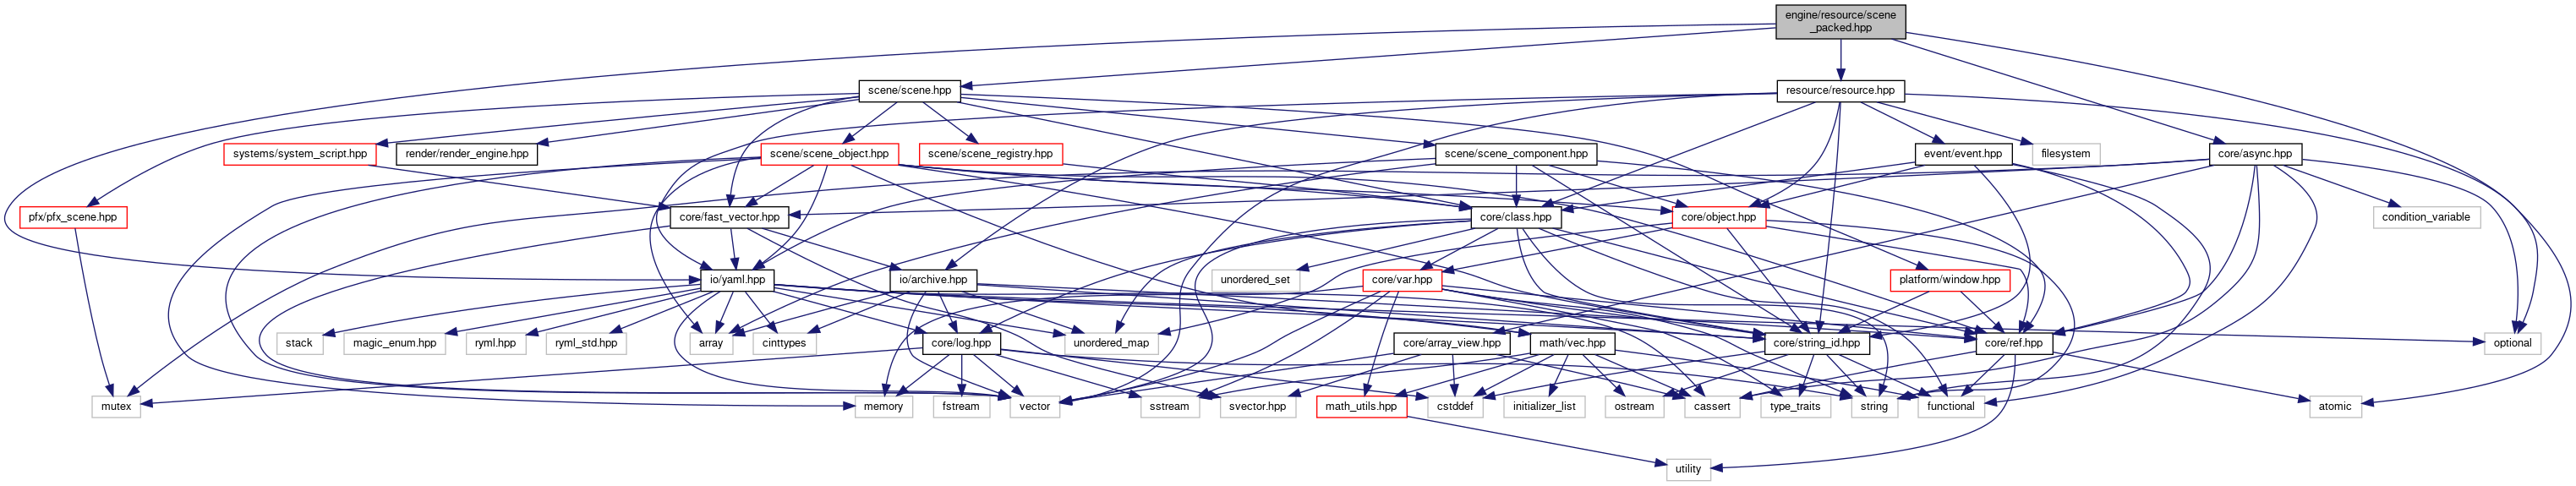 engine/resource/scene
_packed.hpp
scene/scene.hpp
resource/resource.hpp
systems/system_script.hpp
render/render_engine.hpp
scene/scene_object.hpp
scene/scene_registry.hpp
scene/scene_component.hpp
event/event.hpp
filesystem
core/async.hpp
pfx/pfx_scene.hpp
core/fast_vector.hpp
core/class.hpp
core/object.hpp
condition_variable
io/yaml.hpp
io/archive.hpp
unordered_set
core/var.hpp
platform/window.hpp
stack
magic_enum.hpp
ryml.hpp
ryml_std.hpp
array
cinttypes
core/log.hpp
unordered_map
core/array_view.hpp
math/vec.hpp
core/string_id.hpp
core/ref.hpp
optional
mutex
memory
fstream
vector
sstream
svector.hpp
math_utils.hpp
cstddef
initializer_list
ostream
cassert
type_traits
string
functional
atomic
utility